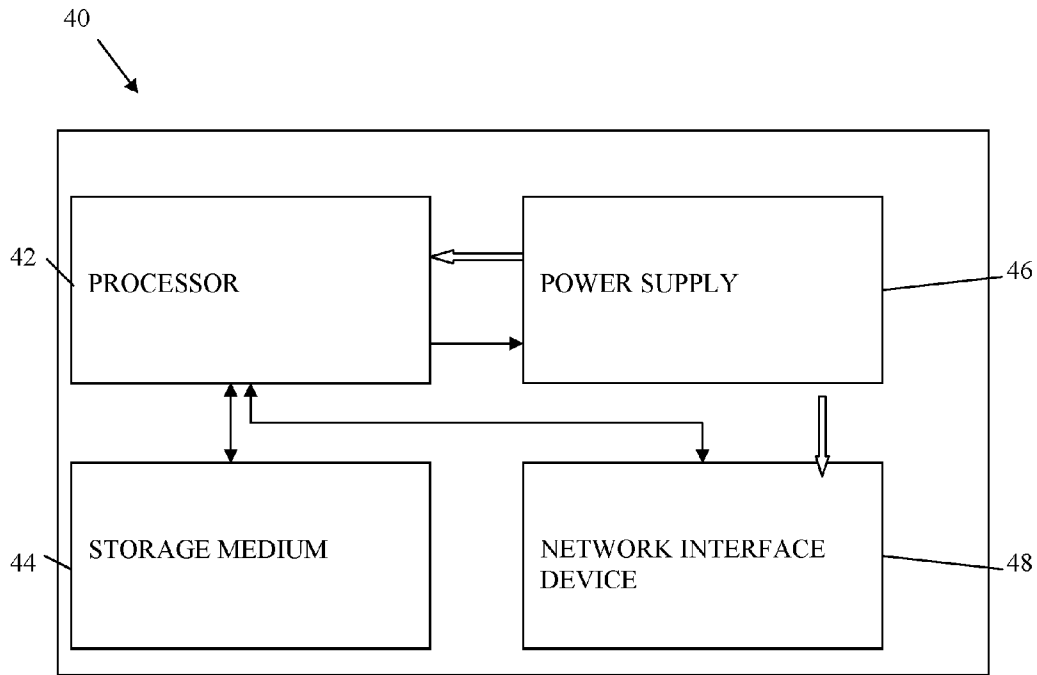 40
42
PROCESSOR
POWER SUPPLY
46
44
STORAGE MEDIUM
NETWORK INTERFACE
DEVICE
48